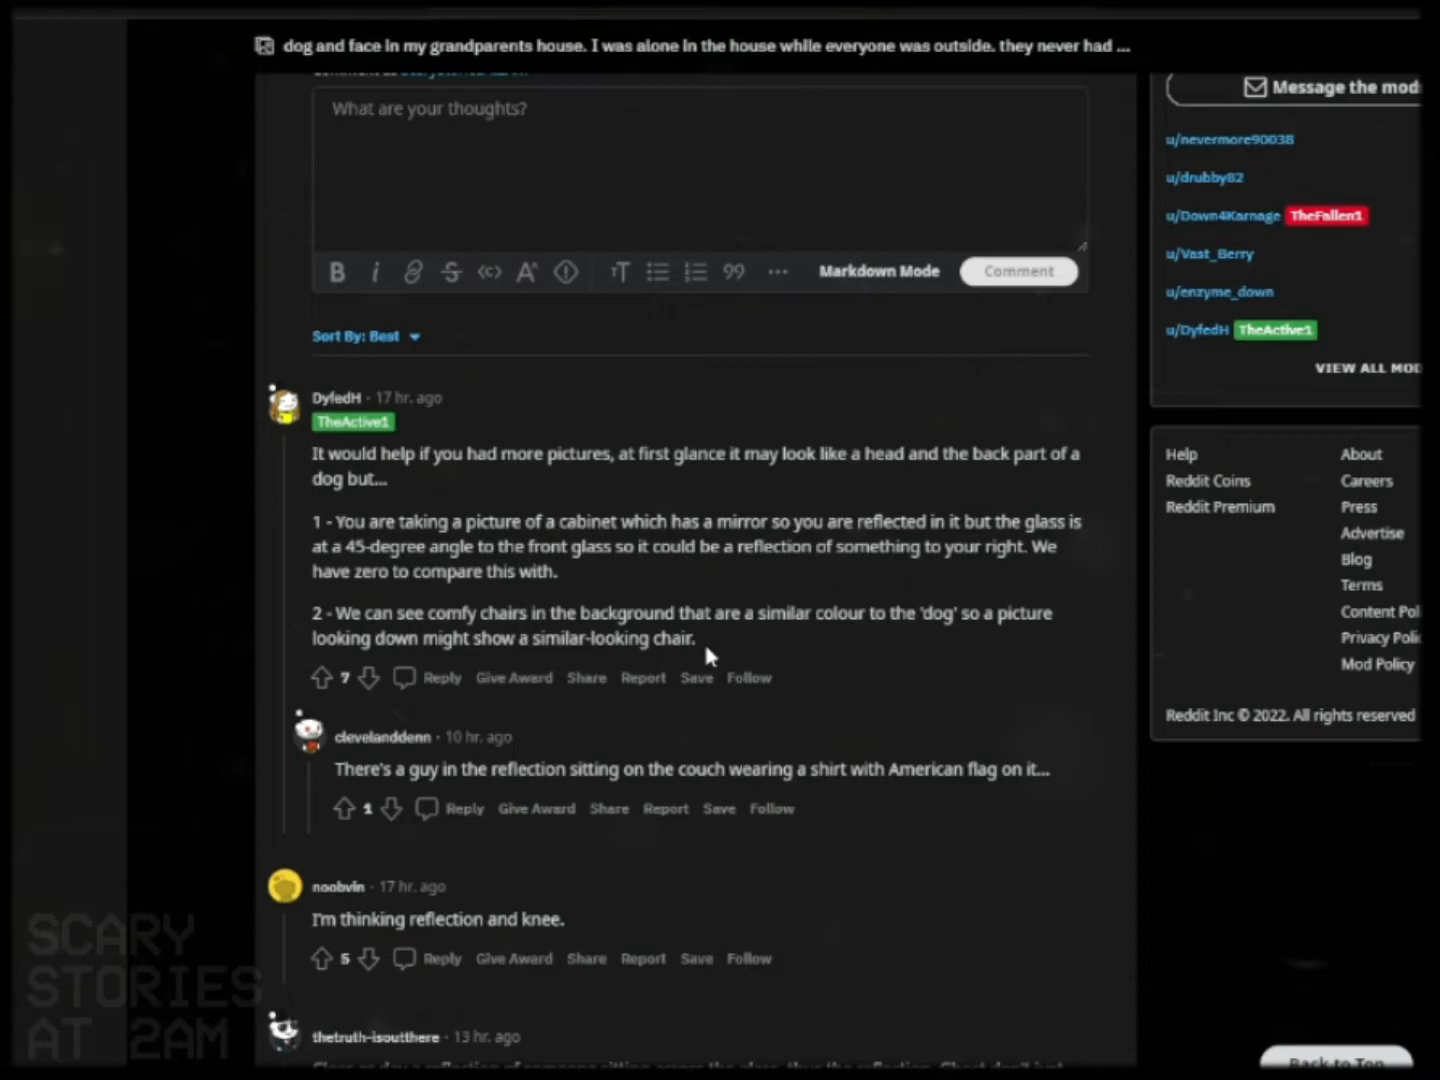 dog and face in my grandparents house. I was alone in the house while everyone was outside. they never had ...
What are your thoughts?
Markdown Mode
Comment
Sort By: Best
DyfedH · 17 hr. ago
TheActive1
It would help if you had more pictures, at first glance it may look like a head and the back part of a
dog but...
1 - You are taking a picture of a cabinet which has a mirror so you are reflected in it but the glass is
at a 45-degree angle to the front glass so it could be a reflection of something to your right. We
have zero to compare this with.
2 - We can see comfy chairs in the background that are a similar colour to the 'dog' so a picture
looking down might show a similar-looking chair.
7 Reply Give Award Share Report Save Follow
clevelanddenn · 10 hr. ago
There's a guy in the reflection sitting on the couch wearing a shirt with American flag on it...
1 Reply Give Award Share Report Save Follow
noobvin · 17 hr. ago
I'm thinking reflection and knee.
5 Reply Give Award Share Report Save Follow
thetruth-isoutthere · 13 hr. ago
Message the mod
u/nevermore90038
u/drubby82
u/Down4Karnage TheFallen1
u/Vast_Berry
u/enzyme_down
u/DyfedH TheActive1
VIEW ALL MOD
Help About
Reddit Coins Careers
Reddit Premium Press
Advertise
Blog
Terms
Content Pol
Privacy Polic
Mod Policy
Reddit Inc © 2022. All rights reserved
Back to Top
SCARY
STORIES
AT 2AM